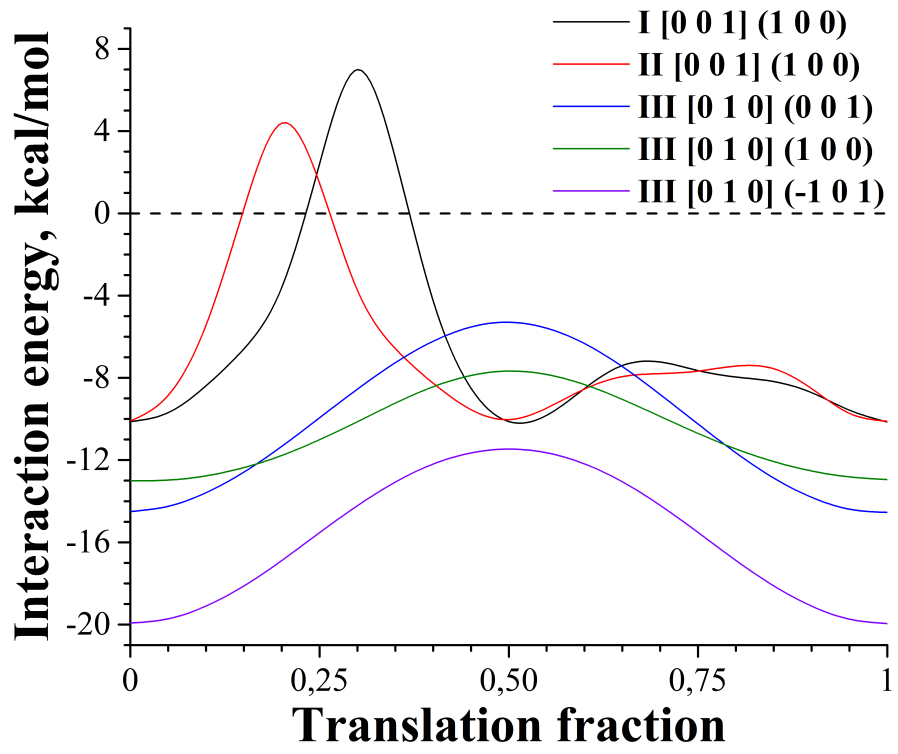 I [0 0 1] (1 0 0)
II [0 0 1] (1 0 0)
III [0 1 0] (0 0 1)
III [0 1 0] (1 0 0)
III [0 1 0] (-1 0 1)
Interaction energy, kcal/mol
8
4
0
-4
-8
-12
-16
-20
0 0,25 0,50 0,75 1
Translation fraction